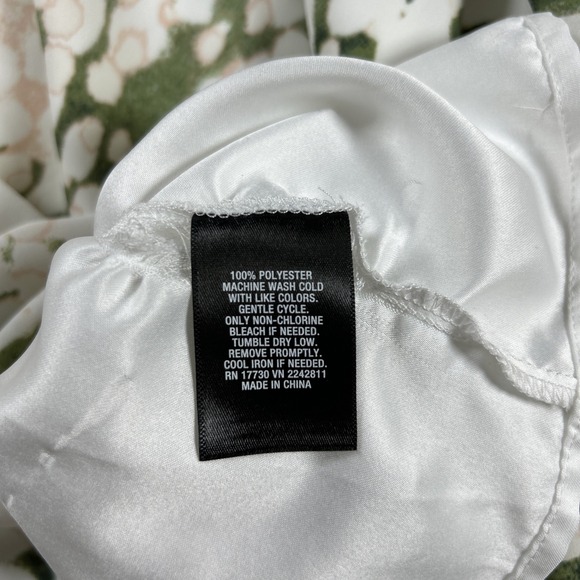 100% POLYESTER
MACHINE WASH COLD
WITH LIKE COLORS.
GENTLE CYCLE.
ONLY NON-CHLORINE
BLEACH IF NEEDED.
TUMBLE DRY LOW.
REMOVE PROMPTLY.
COOL IRON IF NEEDED.
RN 17730 VN 2242811
MADE IN CHINA